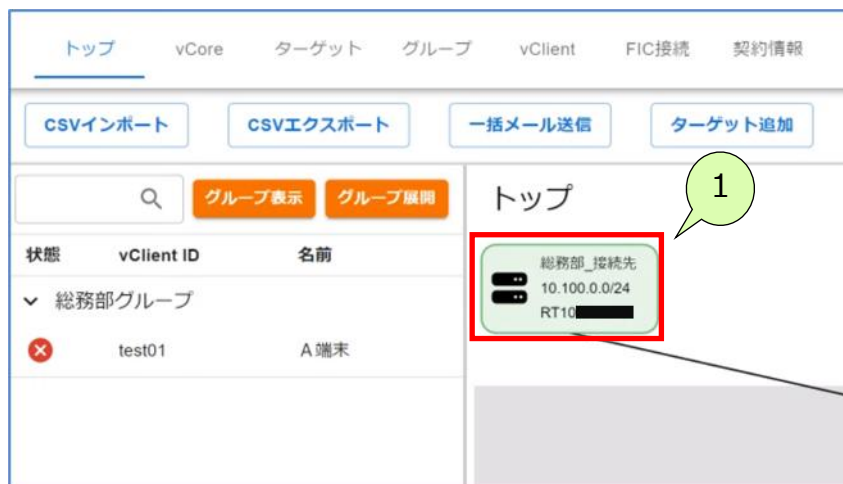 トップ vCore ターゲット グループ vClient FIC接続 契約情報
CSVインポート CSVエクスポート 一括メール送信 ターゲット追加
グループ表示 グループ展開
トップ
1
状態 vClient ID 名前
総務部_接続先
10.100.0.0/24
RT10
総務部グループ
test01 A端末